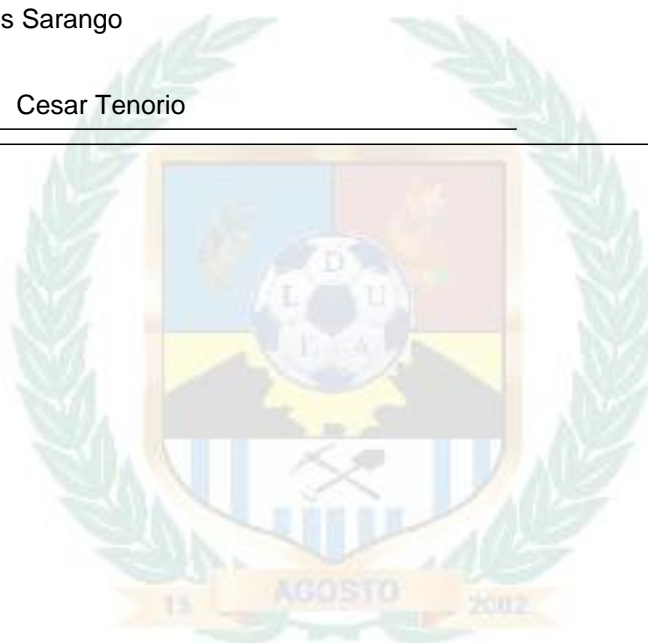 s Sarango
Cesar Tenorio
D
L U
L A
15 AGOSTO 2002